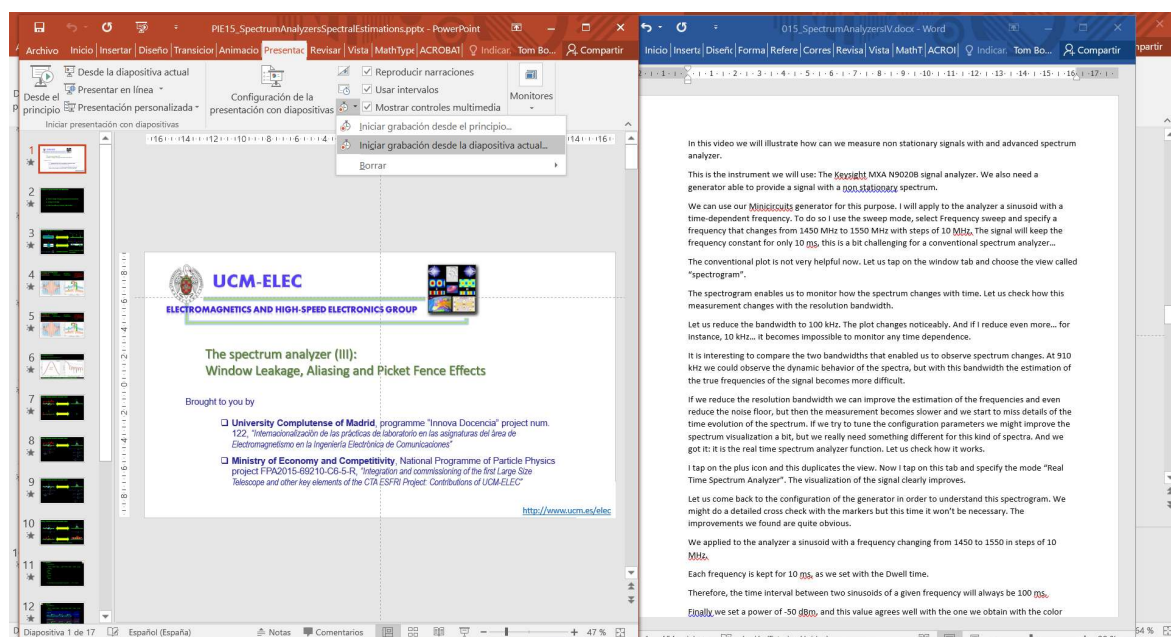 PIE15_SpectrumAnalyzersSpectralEstimations.pptx - PowerPoint
Archivo Inicio Insertar Diseño Transicior Animacio Presentac Revisar Vista MathType ACROBAT Indicar. Tom Bo... Compartir
Desde el principio
Desde la diapositiva actual
Presentar en línea
Presentación personalizada
Iniciar presentación con diapositivas
Configuración de la presentación con diapositivas
Reproducir narraciones
Usar intervalos
Mostrar controles multimedia
Monitores
Iniciar grabación desde el principio...
Iniciar grabación desde la diapositiva actual...
Borrar
1
2
3
4
5
6
7
8
9
10
11
12
UCM-ELEC
ELECTROMAGNETICS AND HIGH-SPEED ELECTRONICS GROUP
The spectrum analyzer (III):
Window Leakage, Aliasing and Picket Fence Effects
Brought to you by
University Complutense of Madrid, programme "Innova Docencia" project num.
122, "Internacionalización de las prácticas de laboratorio en las asignaturas del área de
Electromagnetismo en la Ingeniería Electrónica de Comunicaciones"
Ministry of Economy and Competitivity, National Programme of Particle Physics
project FPA2015-69210-C6-5-R, "Integration and commissioning of the first Large Size
Telescope and other key elements of the CTA ESFRI Project: Contributions of UCM-ELEC"
http://www.ucm.es/elec
Diapositiva 1 de 17 Español (España) Notas Comentarios 47 %
015_SpectrumAnalyzersIV.docx - Word
Inicio Inserta Diseñc Forma Refere Corres Revisa Vista MathT ACROI Indicar. Tom Bo... Compartir
In this video we will illustrate how can we measure non stationary signals with and advanced spectrum
analyzer.
This is the instrument we will use: The Keysight MXA N9020B signal analyzer. We also need a
generator able to provide a signal with a non stationary spectrum.
We can use our Minicircuits generator for this purpose. I will apply to the analyzer a sinusoid with a
time-dependent frequency. To do so I use the sweep mode, select Frequency sweep and specify a
frequency that changes from 1450 MHz to 1550 MHz with steps of 10 MHz. The signal will keep the
frequency constant for only 10 ms, this is a bit challenging for a conventional spectrum analyzer...
The conventional plot is not very helpful now. Let us tap on the window tab and choose the view called
"spectrogram".
The spectrogram enables us to monitor how the spectrum changes with time. Let us check how this
measurement changes with the resolution bandwidth.
Let us reduce the bandwidth to 100 kHz. The plot changes noticeably. And if I reduce even more... for
instance, 10 kHz... it becomes impossible to monitor any time dependence.
It is interesting to compare the two bandwidths that enabled us to observe spectrum changes. At 910
kHz we could observe the dynamic behavior of the spectra, but with this bandwidth the estimation of
the true frequencies of the signal becomes more difficult.
If we reduce the resolution bandwidth we can improve the estimation of the frequencies and even
reduce the noise floor, but then the measurement becomes slower and we start to miss details of the
time evolution of the spectrum. If we try to tune the configuration parameters we might improve the
spectrum visualization a bit, but we really need something different for this kind of spectra. And we
got it: it is the real time spectrum analyzer function. Let us check how it works.
I tap on the plus icon and this duplicates the view. Now I tap on this tab and specify the mode "Real
Time Spectrum Analyzer". The visualization of the signal clearly improves.
Let us come back to the configuration of the generator in order to understand this spectrogram. We
might do a detailed cross check with the markers but this time it won't be necessary. The
improvements we found are quite obvious.
We applied to the analyzer a sinusoid with a frequency changing from 1450 to 1550 in steps of 10
MHz.
Each frequency is kept for 10 ms, as we set with the Dwell time.
Therefore, the time interval between two sinusoids of a given frequency will always be 100 ms.
Finally we set a power of -50 dBm, and this value agrees well with the one we obtain with the color
npartir
54 %